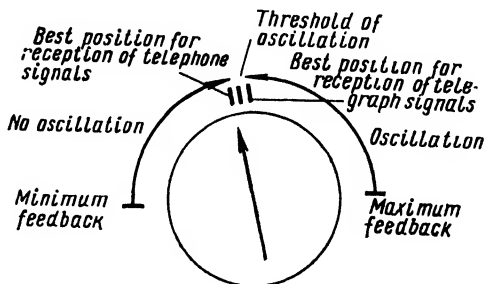 Threshold of
oscillation
Best position for
reception of telephone
signals
Best position for
reception of tele-
graph signals
No oscillation
Oscillation
Minimum
feedback
Maximum
feedback